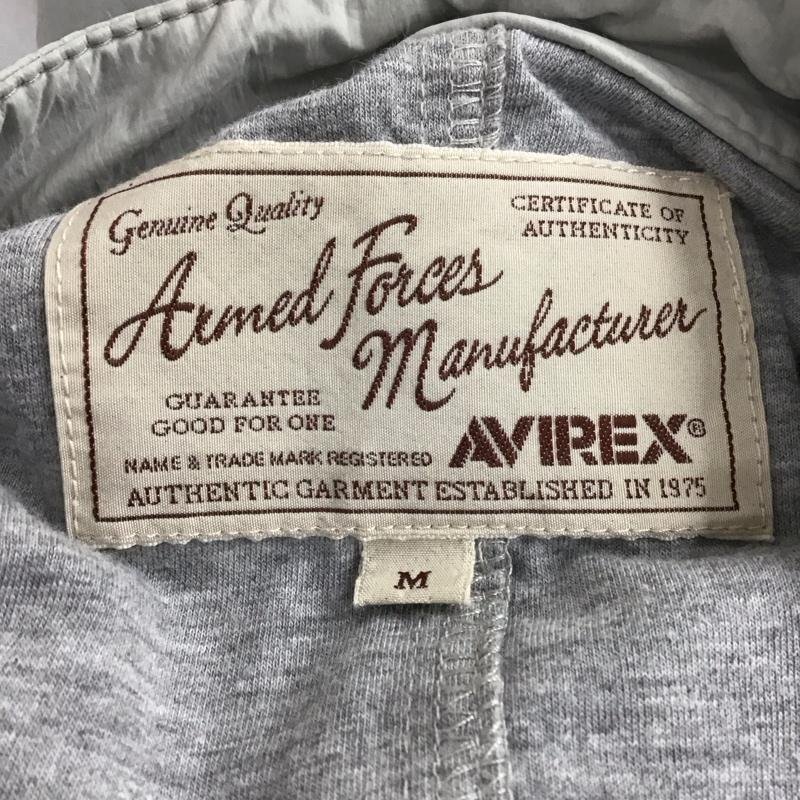 Genuine Quality
CERTIFICATE OF
AUTHENTICITY
Armed Forces
Manufacturer
GUARANTEE
GOOD FOR ONE
NAME & TRADE MARK REGISTERED
AVIREX®
AUTHENTIC GARMENT ESTABLISHED IN 1975
M